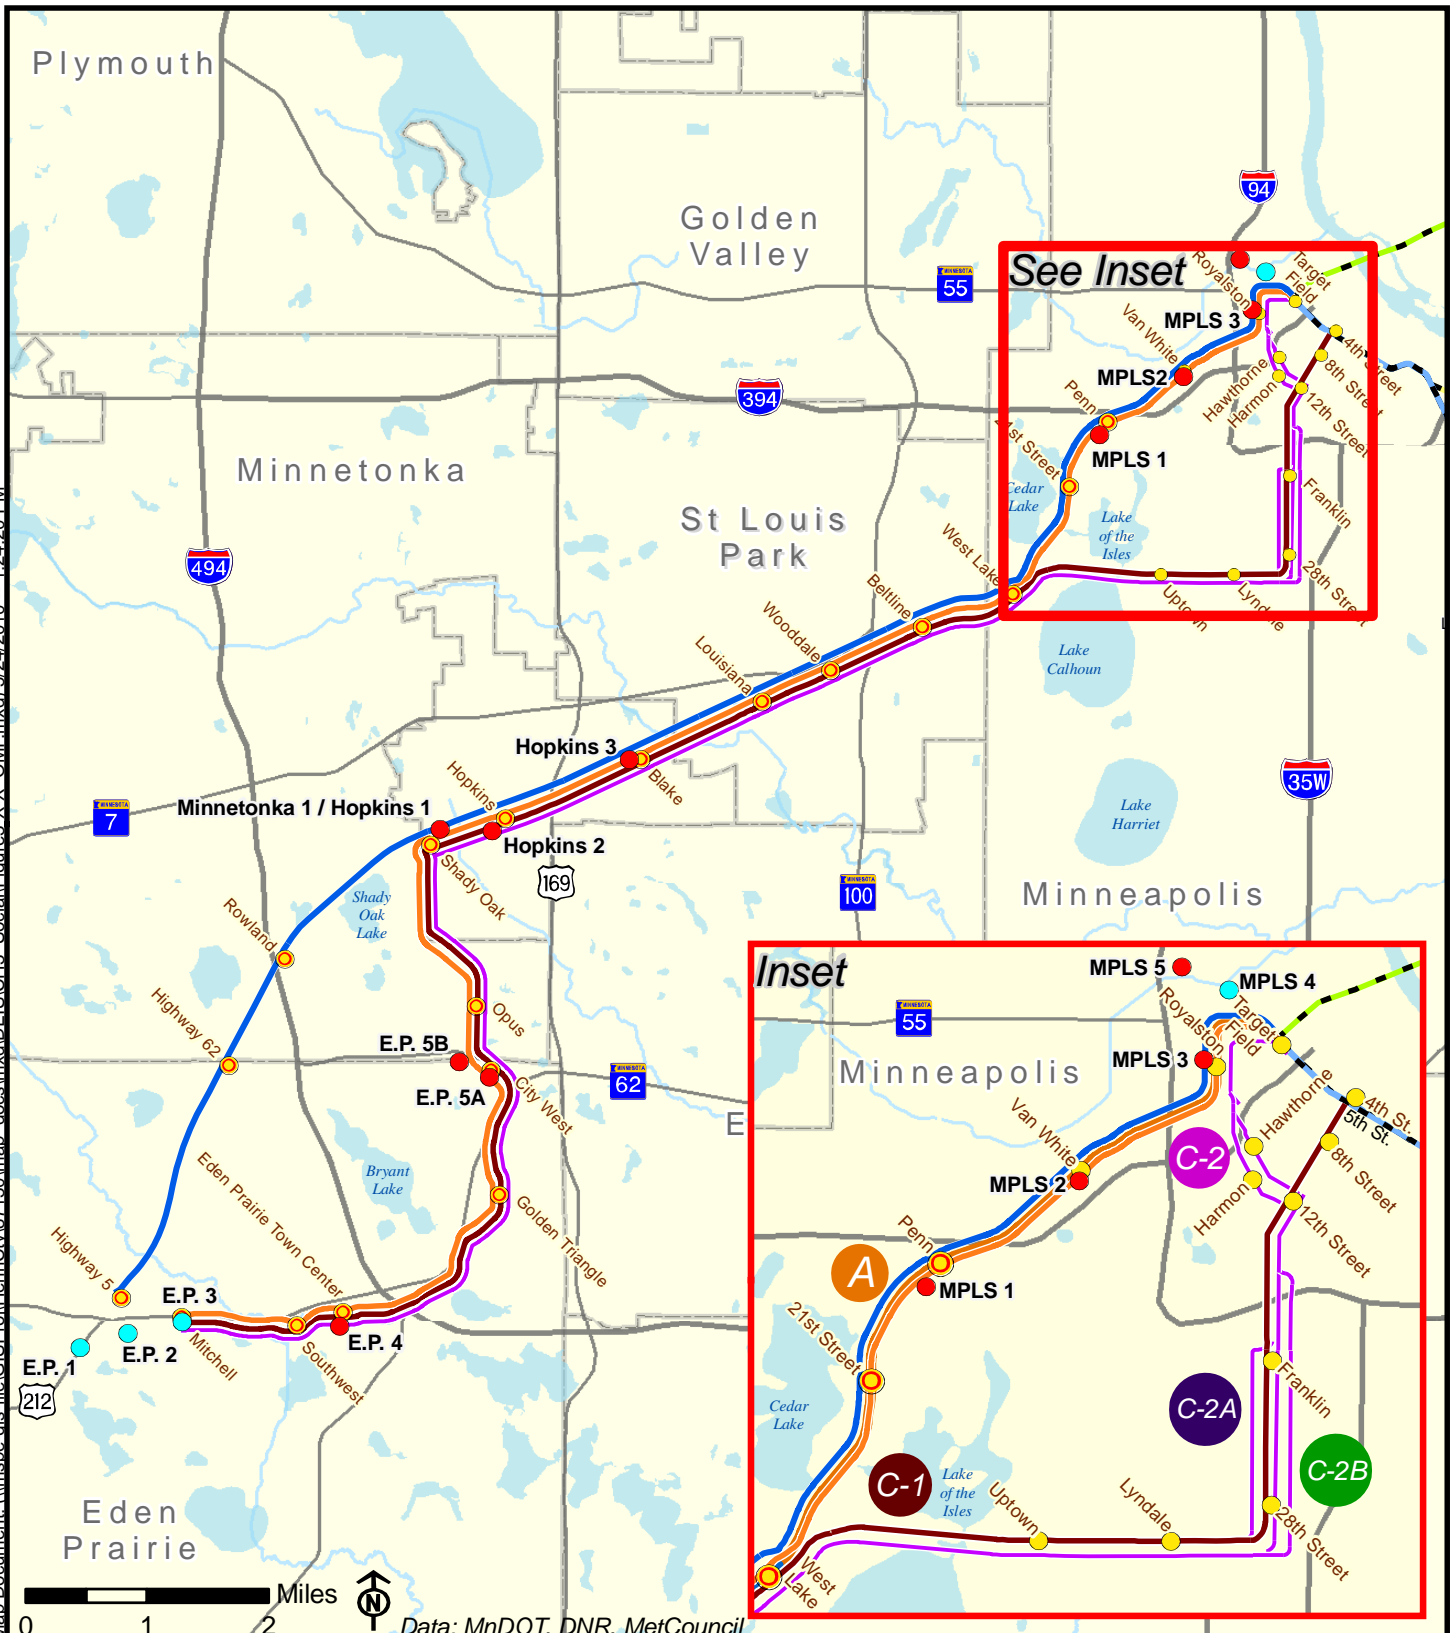 Plymouth
Golden
Valley
94
MINNESOTA
55
See Inset
Royalston
Target
Field
MPLS 3
Van White
4th Street
MPLS2
8th Street
Hawthorne
Harmon
Penn
12th Street
394
21st Street
MPLS 1
Minnetonka
Cedar
Lake
Franklin
St Louis
Park
Lake
of the
Isles
494
West Lake
28th Street
Beltline
Uptown
Lyndale
Wooddale
Lake
Calhoun
Louisiana
Hopkins 3
Blake
35W
Hopkins
Minnetonka 1 / Hopkins 1
MINNESOTA
7
Lake
Harriet
Hopkins 2
Shady Oak
169
MINNESOTA
100
Minneapolis
Shady
Oak
Lake
Rowland
Opus
Highway 62
E.P. 5B
E.P. 5A
City West
MINNESOTA
62
E
Bryant
Lake
Eden Prairie Town Center
Golden Triangle
Highway 5
E.P. 3
E.P. 4
E.P. 2
E.P. 1
Mitchell
Southwest
212
Eden
Prairie
Miles
0 1 2
N
Data: MnDOT, DNR, MetCouncil
Inset
MPLS 5
MPLS 4
MINNESOTA
55
Royalston
Target
Field
MPLS 3
Minneapolis
Hawthorne
4th St.
5th St.
Van White
8th Street
C-2
MPLS 2
Harmon
12th Street
Penn
A
MPLS 1
21st Street
Franklin
Cedar
Lake
C-2A
C-2B
C-1
Lake
of the
Isles
Uptown
Lyndale
28th Street
West
Lake